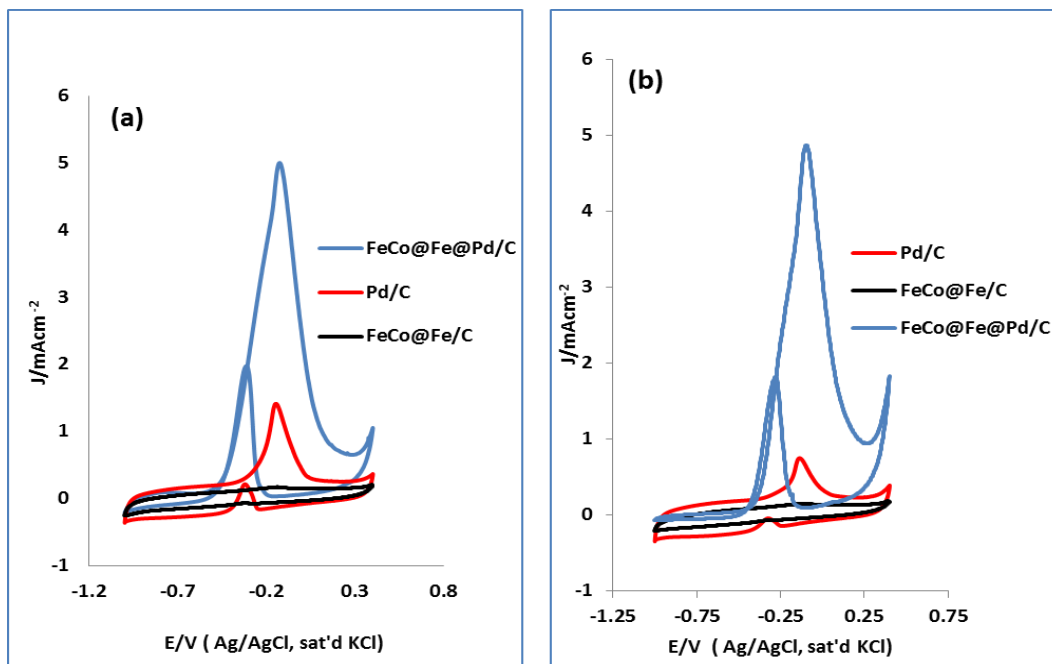 (a)
6
5
4
3
2
1
0
-1
J/mAcm-2
FeCo@Fe@Pd/C
Pd/C
FeCo@Fe/C
-1.2 -0.7 -0.2 0.3 0.8
E/V ( Ag/AgCl, sat'd KCl)
(b)
6
5
4
3
2
1
0
-1
J/mAcm-2
Pd/C
FeCo@Fe/C
FeCo@Fe@Pd/C
-1.25 -0.75 -0.25 0.25 0.75
E/V ( Ag/AgCl, sat'd KCl)